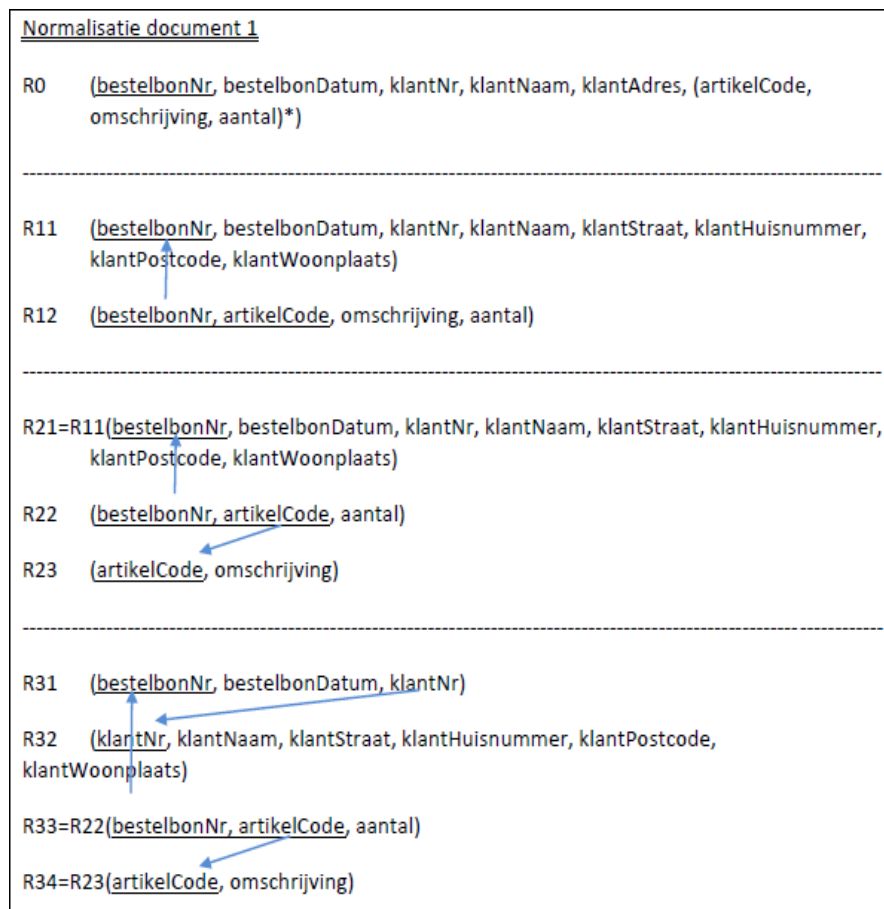 Normalisatie document 1
R0 (bestelbonNr, bestelbonDatum, klantNr, klantNaam, klantAdres, (artikelCode,
omschrijving, aantal)*)
--------------------------------------------------------------------------------
R11 (bestelbonNr, bestelbonDatum, klantNr, klantNaam, klantStraat, klantHuisnummer,
klantPostcode, klantWoonplaats)
R12 (bestelbonNr, artikelCode, omschrijving, aantal)
--------------------------------------------------------------------------------
R21=R11(bestelbonNr, bestelbonDatum, klantNr, klantNaam, klantStraat, klantHuisnummer,
klantPostcode, klantWoonplaats)
R22 (bestelbonNr, artikelCode, aantal)
R23 (artikelCode, omschrijving)
--------------------------------------------------------------------------------
R31 (bestelbonNr, bestelbonDatum, klantNr)
R32 (klantNr, klantNaam, klantStraat, klantHuisnummer, klantPostcode,
klantWoonplaats)
R33=R22(bestelbonNr, artikelCode, aantal)
R34=R23(artikelCode, omschrijving)